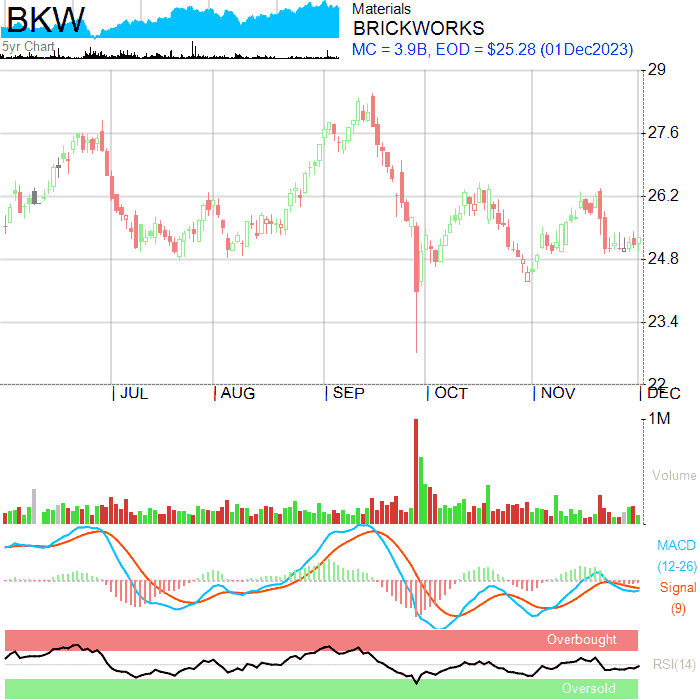 BKW
5yr Chart
Materials
BRICKWORKS
MC = 3.9B, EOD = $25.28 (01Dec2023)
29
27.6
26.2
24.8
23.4
22
JUL AUG SEP OCT NOV DEC
1M
Volume
MACD
(12-26)
Signal
(9)
Overbought
RSI(14)
Oversold